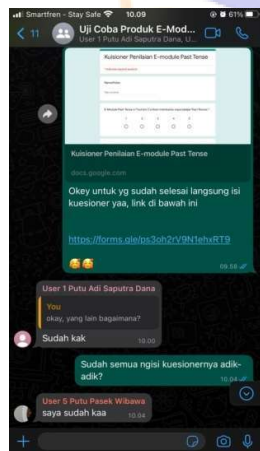 Smartfren - Stay Safe 10.09 61%
11 Uji Coba Produk E-Mod...
User 1 Putu Adi Saputra Dana, U...
Kuisioner Penilaian E-module Past Tense
Kuisioner Penilaian E-module Past Tense
docs.google.com
Okey untuk yg sudah selesai langsung isi
kuesioner yaa, link di bawah ini
https://forms.gle/ps3oh2rV9N1ehxRT9
🥰🥰 09.58
User 1 Putu Adi Saputra Dana
You
okay, yang lain bagaimana?
Sudah kak 10.00
Sudah semua ngisi kuesionernya adik-
adik? 10.04
User 5 Putu Pasek Wibawa
saya sudah kaa 10.04